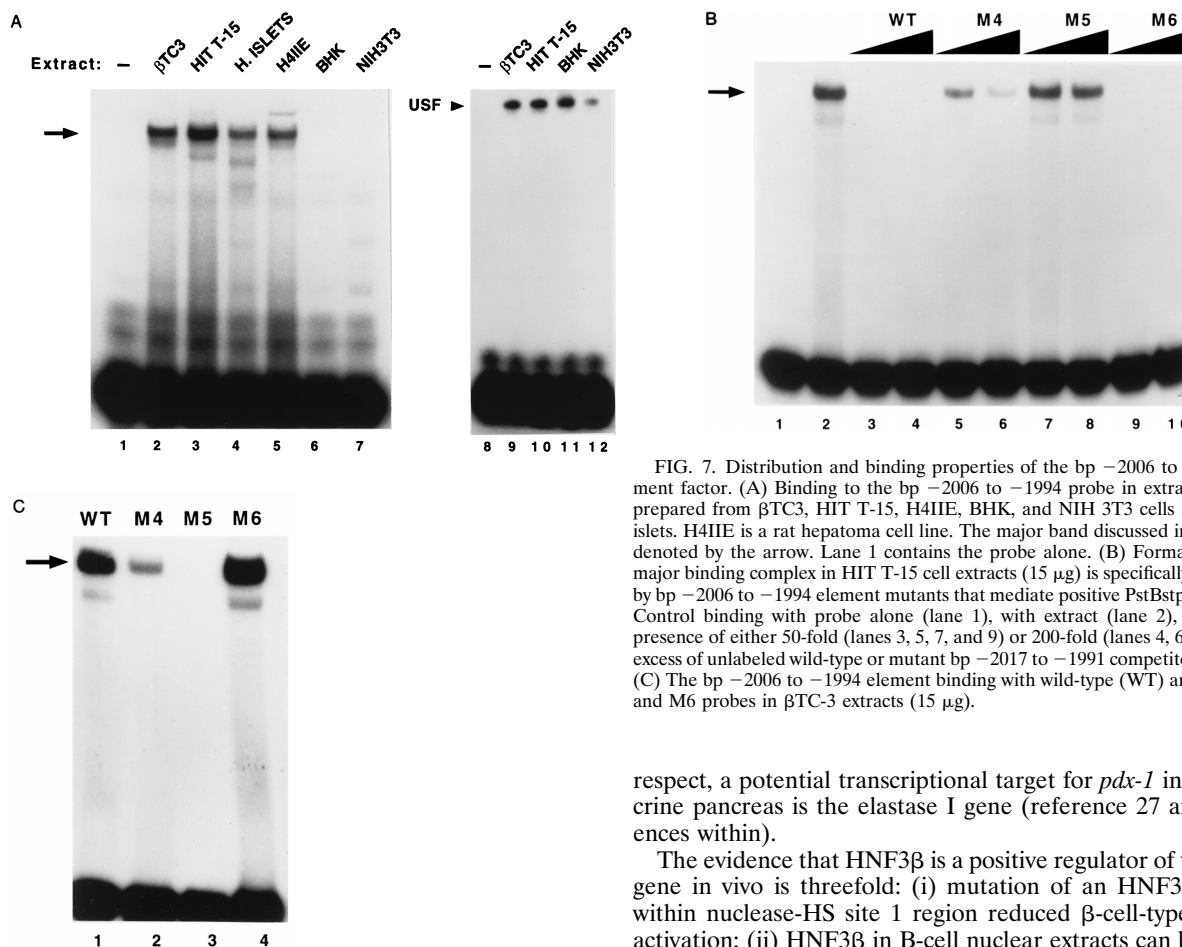 A
Extract: – βTC3 HIT T-15 H. ISLETS H4IIE BHK NIH3T3
– βTC3 HIT T-15 BHK NIH3T3
USF
1 2 3 4 5 6 7
8 9 10 11 12
B
WT M4 M5 M6
1 2 3 4 5 6 7 8 9
C
WT M4 M5 M6
1 2 3 4
FIG. 7. Distribution and binding properties of the bp −2006 to
ment factor. (A) Binding to the bp −2006 to −1994 probe in extra
prepared from βTC3, HIT T-15, H4IIE, BHK, and NIH 3T3 cells
islets. H4IIE is a rat hepatoma cell line. The major band discussed in
denoted by the arrow. Lane 1 contains the probe alone. (B) Forma
major binding complex in HIT T-15 cell extracts (15 μg) is specifically
by bp −2006 to −1994 element mutants that mediate positive PstBstp
Control binding with probe alone (lane 1), with extract (lane 2),
presence of either 50-fold (lanes 3, 5, 7, and 9) or 200-fold (lanes 4, 6
excess of unlabeled wild-type or mutant bp −2017 to −1991 competit
(C) The bp −2006 to −1994 element binding with wild-type (WT) a
and M6 probes in βTC-3 extracts (15 μg).
respect, a potential transcriptional target for pdx-1 in
crine pancreas is the elastase I gene (reference 27 a
ences within).
The evidence that HNF3β is a positive regulator of
gene in vivo is threefold: (i) mutation of an HNF3
within nuclease-HS site 1 region reduced β-cell-type
activation; (ii) HNF3β in B-cell nuclear extracts can